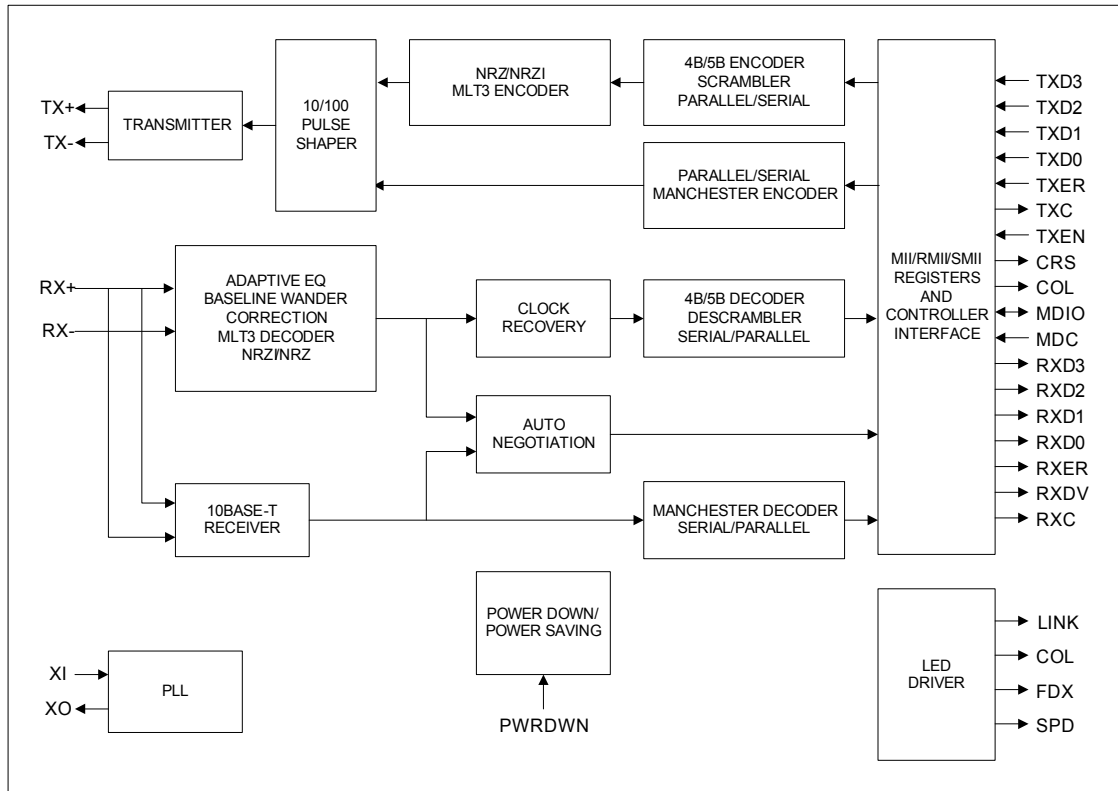 NRZ/NRZI
MLT3 ENCODER
4B/5B ENCODER
SCRAMBLER
PARALLEL/SERIAL
10/100
PULSE
SHAPER
TX+
TX-
TRANSMITTER
PARALLEL/SERIAL
MANCHESTER ENCODER
RX+
RX-
ADAPTIVE EQ
BASELINE WANDER
CORRECTION
MLT3 DECODER
NRZI/NRZ
CLOCK
RECOVERY
4B/5B DECODER
DESCRAMBLER
SERIAL/PARALLEL
MII/RMII/SMII
REGISTERS
AND
CONTROLLER
INTERFACE
TXD3
TXD2
TXD1
TXD0
TXER
TXC
TXEN
CRS
COL
MDIO
MDC
RXD3
RXD2
RXD1
RXD0
RXER
RXDV
RXC
AUTO
NEGOTIATION
10BASE-T
RECEIVER
MANCHESTER DECODER
SERIAL/PARALLEL
POWER DOWN/
POWER SAVING
PWRDWN
XI
XO
PLL
LED
DRIVER
LINK
COL
FDX
SPD